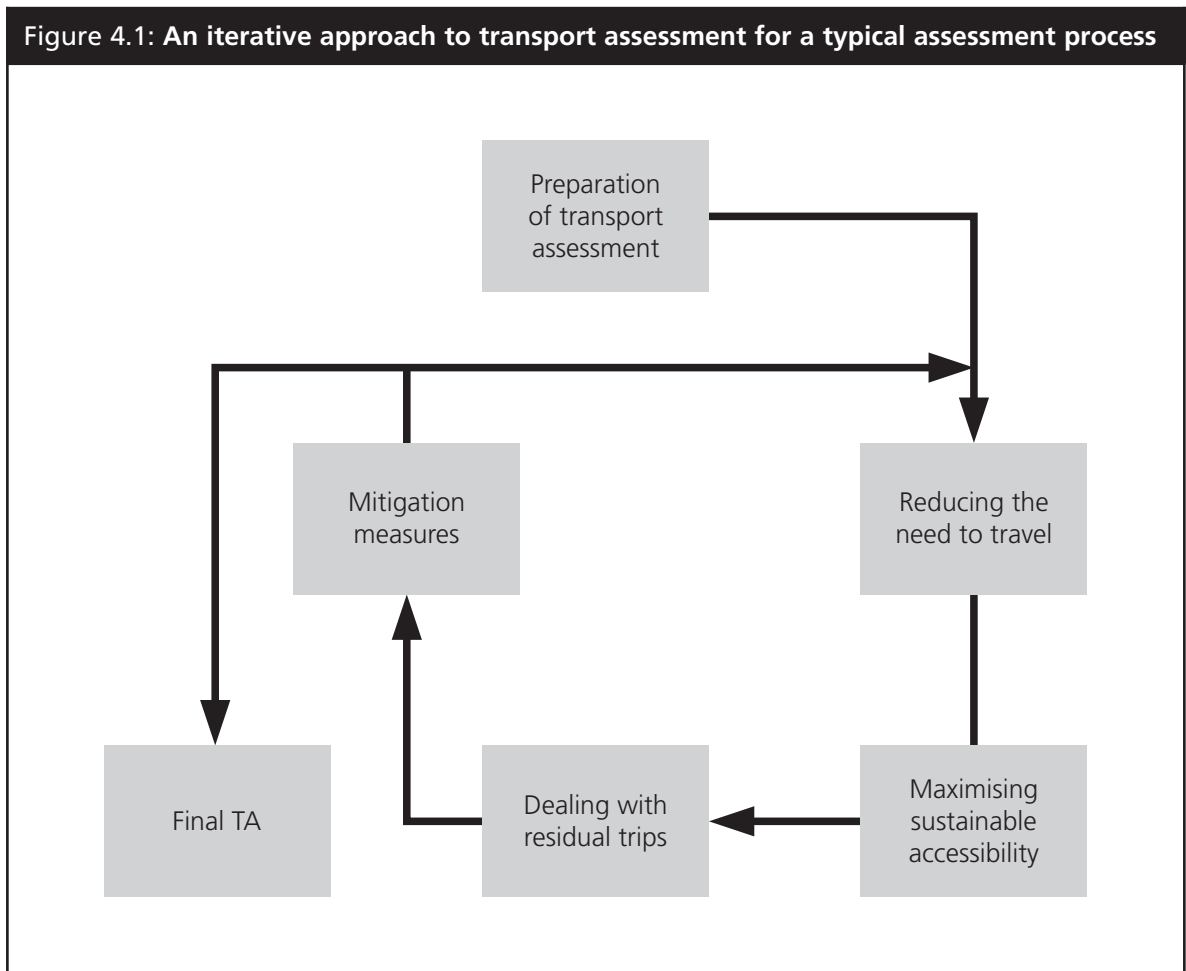 Figure 4.1: An iterative approach to transport assessment for a typical assessment process
Preparation
of transport
assessment
Mitigation
measures
Reducing the
need to travel
Final TA
Dealing with
residual trips
Maximising
sustainable
accessibility